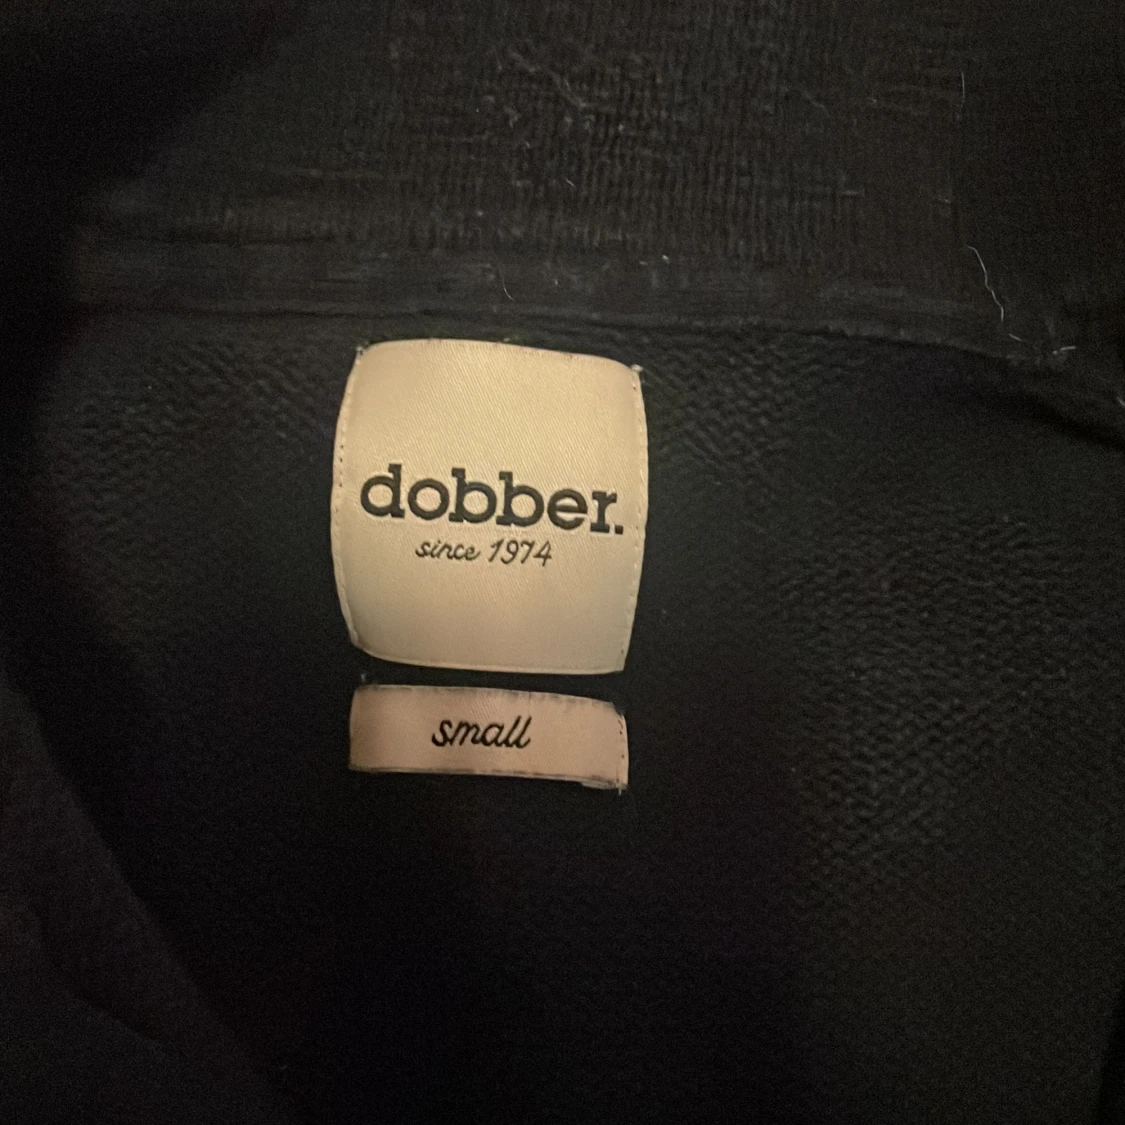 dobber.
since 1974
small